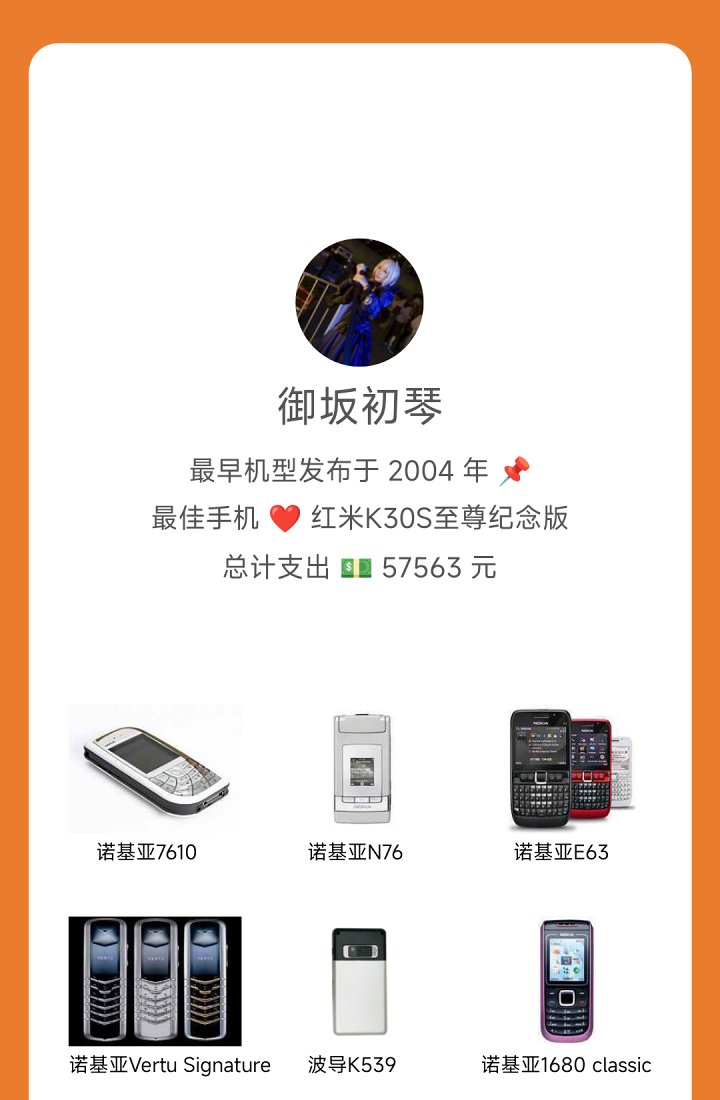 御坂初琴
最早机型发布于 2004 年 📌
最佳手机 ❤️ 红米K30S至尊纪念版
总计支出 💵 57563 元
诺基亚7610 诺基亚N76 诺基亚E63
诺基亚Vertu Signature 波导K539 诺基亚1680 classic